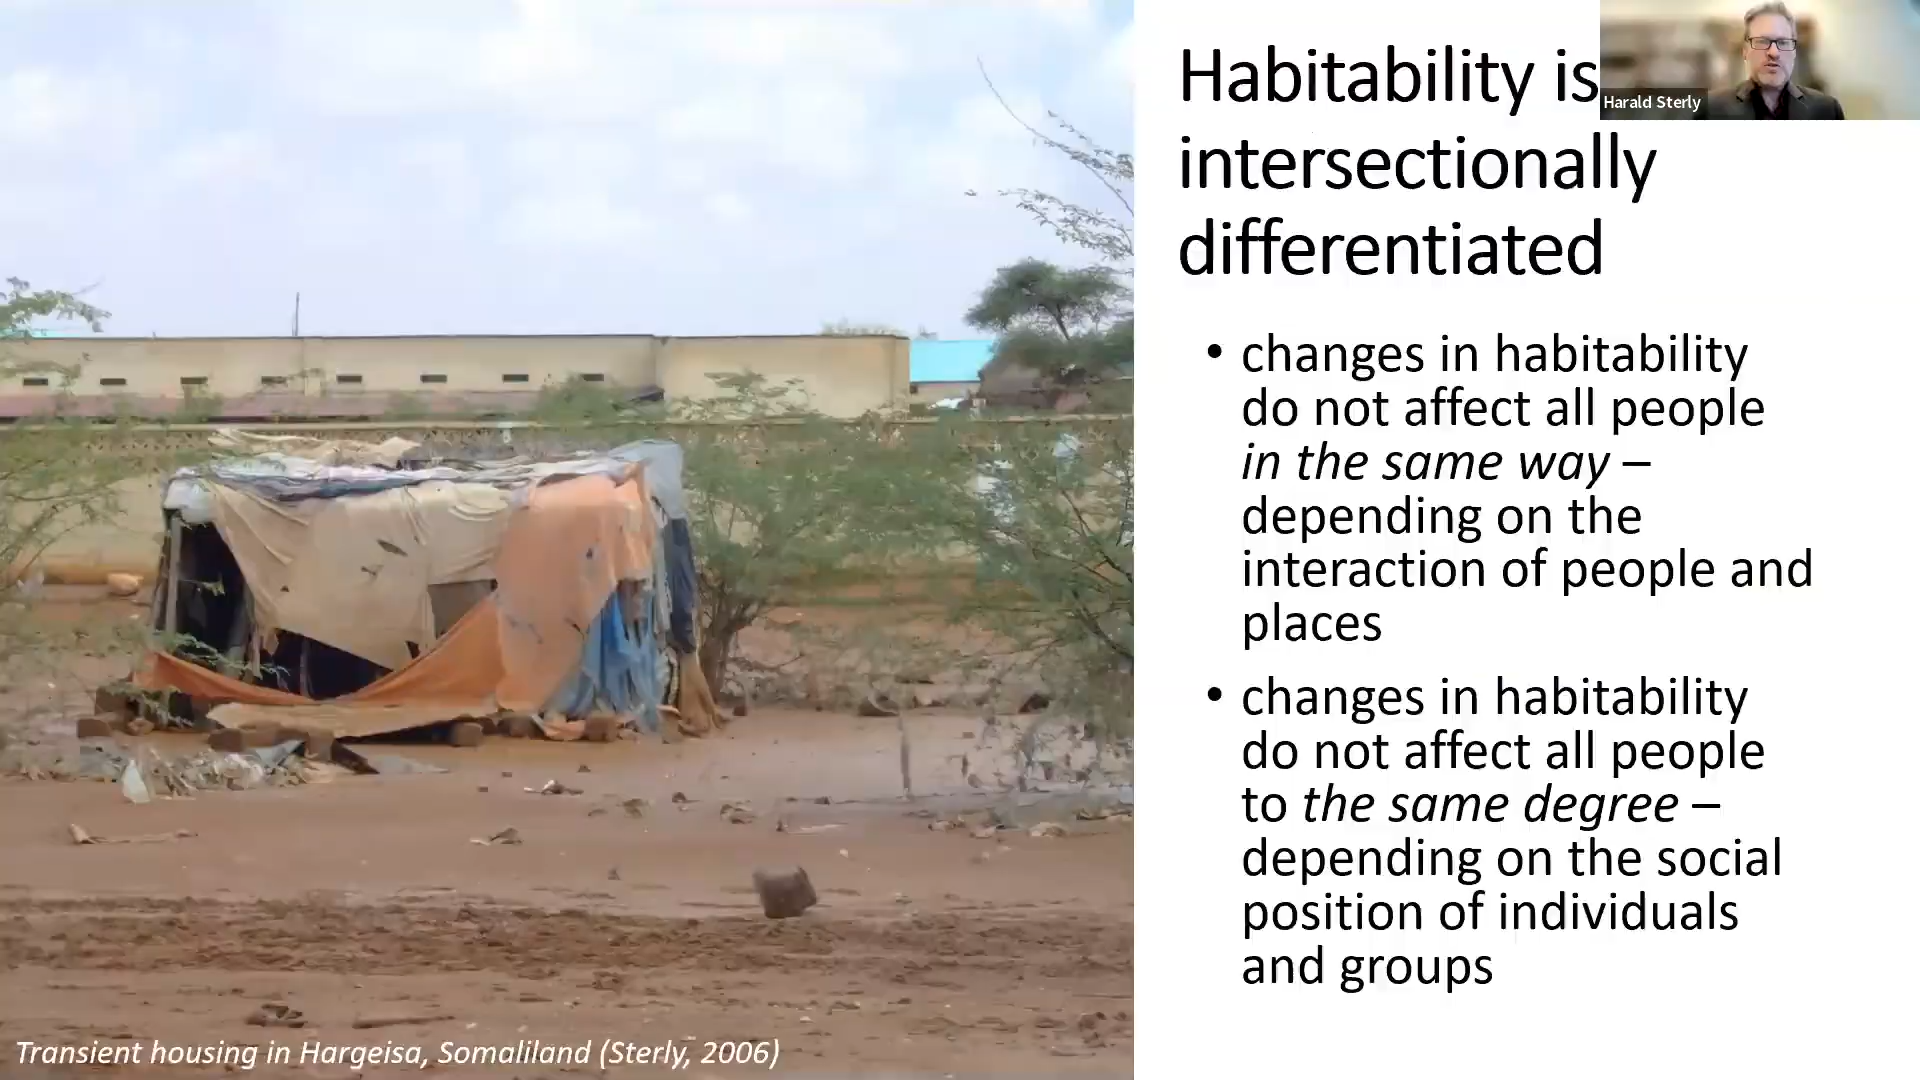 Habitability is
intersectionally
differentiated
Harald Sterly
• changes in habitability
do not affect all people
in the same way –
depending on the
interaction of people and
places
• changes in habitability
do not affect all people
to the same degree –
depending on the social
position of individuals
and groups
Transient housing in Hargeisa, Somaliland (Sterly, 2006)